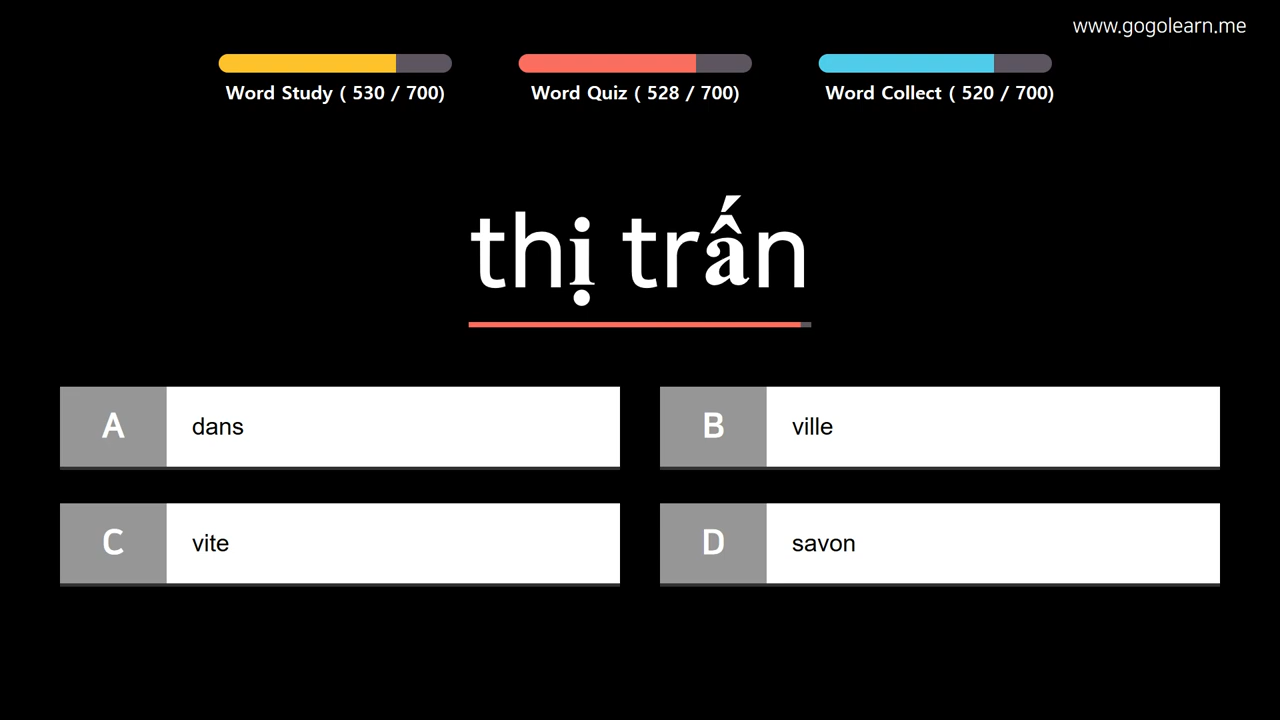 www.gogolearn.me
Word Study ( 530 / 700)
Word Quiz ( 528 / 700)
Word Collect ( 520 / 700)
thị trấn
A dans
B ville
C vite
D savon